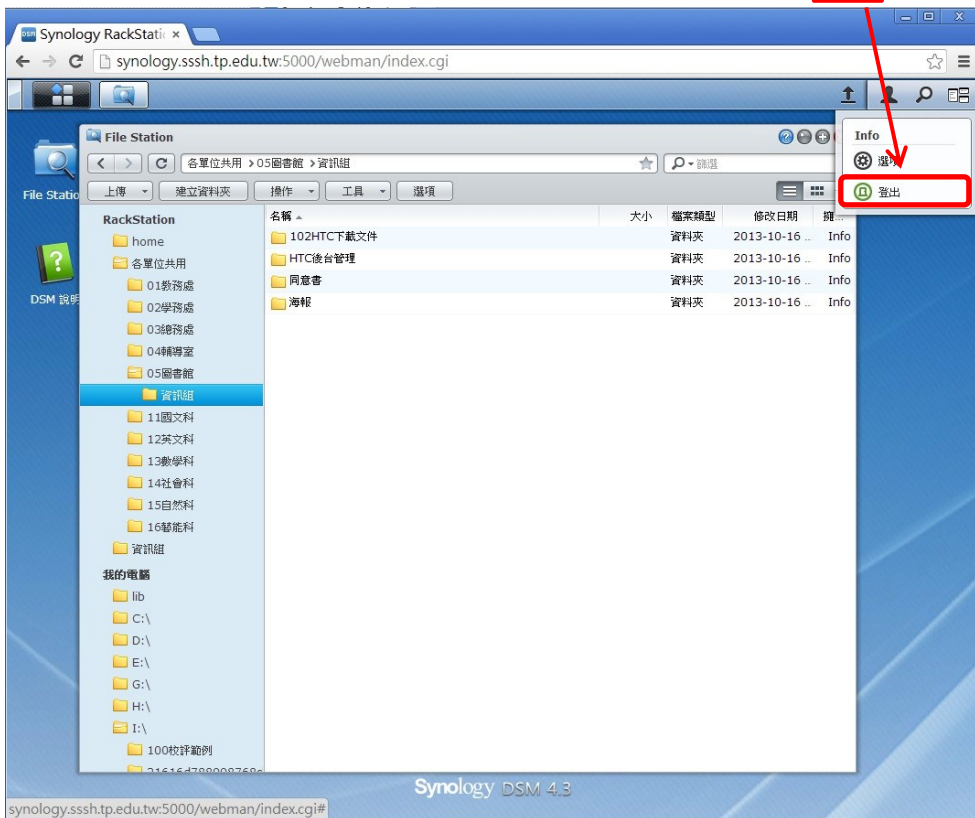 Synology RackStatic
synology.sssh.tp.edu.tw:5000/webman/index.cgi
File Station
各單位共用 > 05圖書館 > 資訊組
篩選
上傳
建立資料夾
操作
工具
選項
Info
選項
登出
File Statio
DSM 說明
RackStation
home
各單位共用
01教務處
02學務處
03總務處
04輔導室
05圖書館
資訊組
11國文科
12英文科
13數學科
14社會科
15自然科
16藝能科
資訊組
我的電腦
lib
C:\
D:\
E:\
G:\
H:\
I:\
100校評範例
名稱 大小 檔案類型 修改日期 擁...
102HTC下載文件 資料夾 2013-10-16 .. Info
HTC後台管理 資料夾 2013-10-16 .. Info
同意書 資料夾 2013-10-16 .. Info
海報 資料夾 2013-10-16 .. Info
Synology DSM 4.3
synology.sssh.tp.edu.tw:5000/webman/index.cgi#